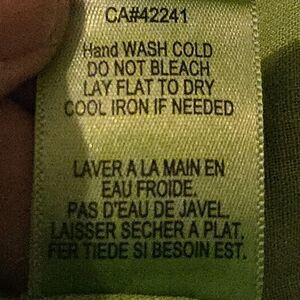 CA#42241
Hand WASH COLD
DO NOT BLEACH
LAY FLAT TO DRY
COOL IRON IF NEEDED
LAVER A LA MAIN EN
EAU FROIDE.
PAS D'EAU DE JAVEL.
LAISSER SECHER A PLAT,
FER TIEDE SI BESOIN EST.